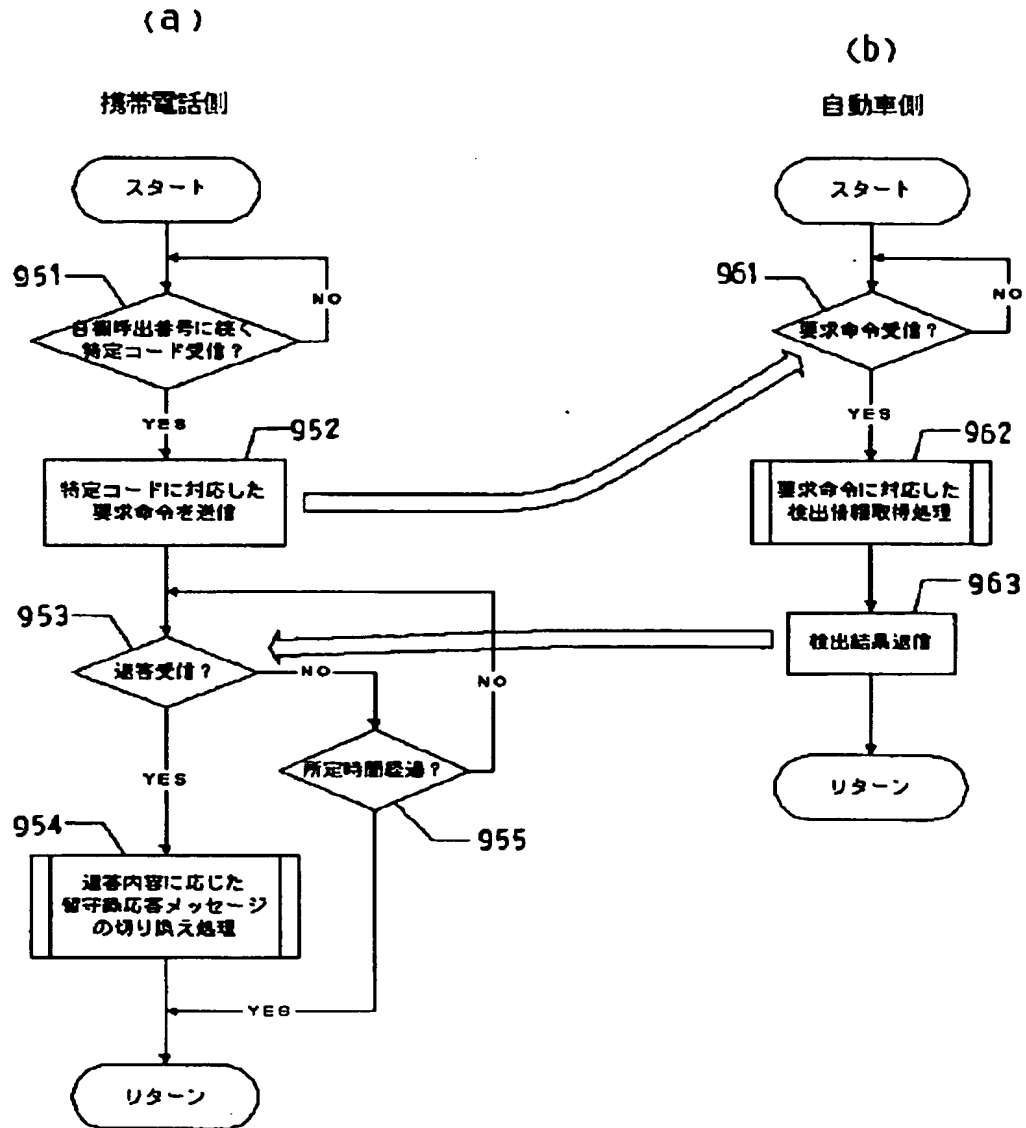 (a)
携帯電話側
スタート
951
自機呼出番号に続く
特定コード受信?
NO
YES
952
特定コードに対応した
要求命令を送信
953
返答受信?
NO
NO
YES
所定時間経過?
955
954
返答内容に応じた
留守録応答メッセージ
の切り換え処理
YES
リターン
(b)
自動車側
スタート
961
要求命令受信?
NO
YES
962
要求命令に対応した
検出情報取得処理
963
検出結果返信
リターン